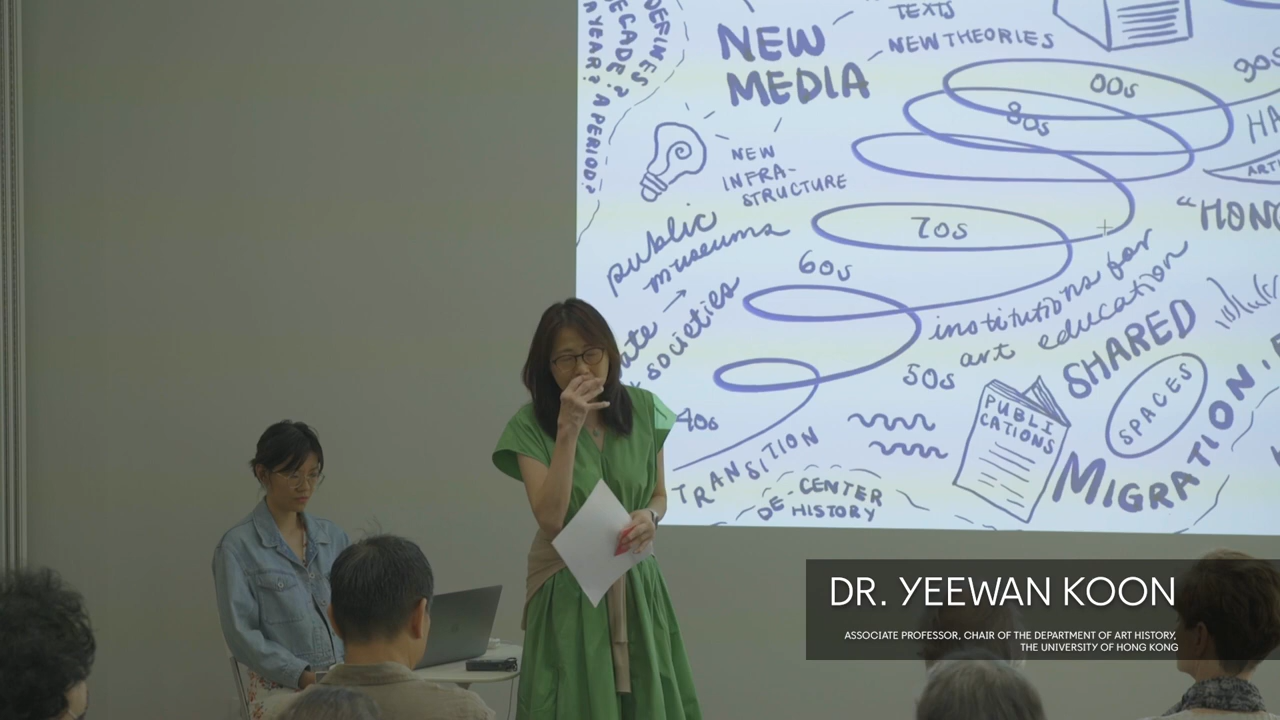 DEFINES
DECADE?
A YEAR? A PERIOD?
NEW
MEDIA
TEXTS
NEW THEORIES
00s
90s
80s
NEW
INFRA-
STRUCTURE
public
museums
70s
60s
"HON
institutions for
art education
societies
SHARED
SPACES
50s
PUBLI
CATIONS
MIGRATION,
40s
TRANSITION
DE-CENTER
HISTORY
DR. YEEWAN KOON
ASSOCIATE PROFESSOR, CHAIR OF THE DEPARTMENT OF ART HISTORY,
THE UNIVERSITY OF HONG KONG